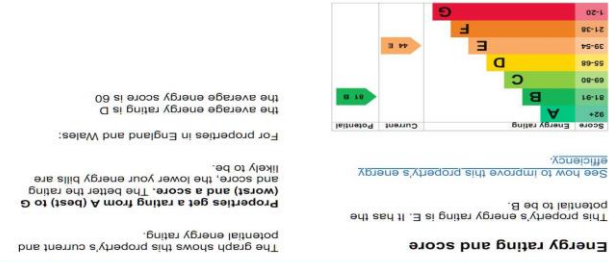 Energy rating and score
This property's energy rating is E. It has the
potential to be B.
See how to improve this property's energy
efficiency.
Score Energy rating Current Potential
92+ A
81-91 B 81 B
69-80 C
55-68 D
39-54 E 44 E
21-38 F
1-20 G
The graph shows this property's current and
potential energy rating.
Properties get a rating from A (best) to G
(worst) and a score. The better the rating
and score, the lower your energy bills are
likely to be.
For properties in England and Wales:
the average energy rating is D
the average energy score is 60